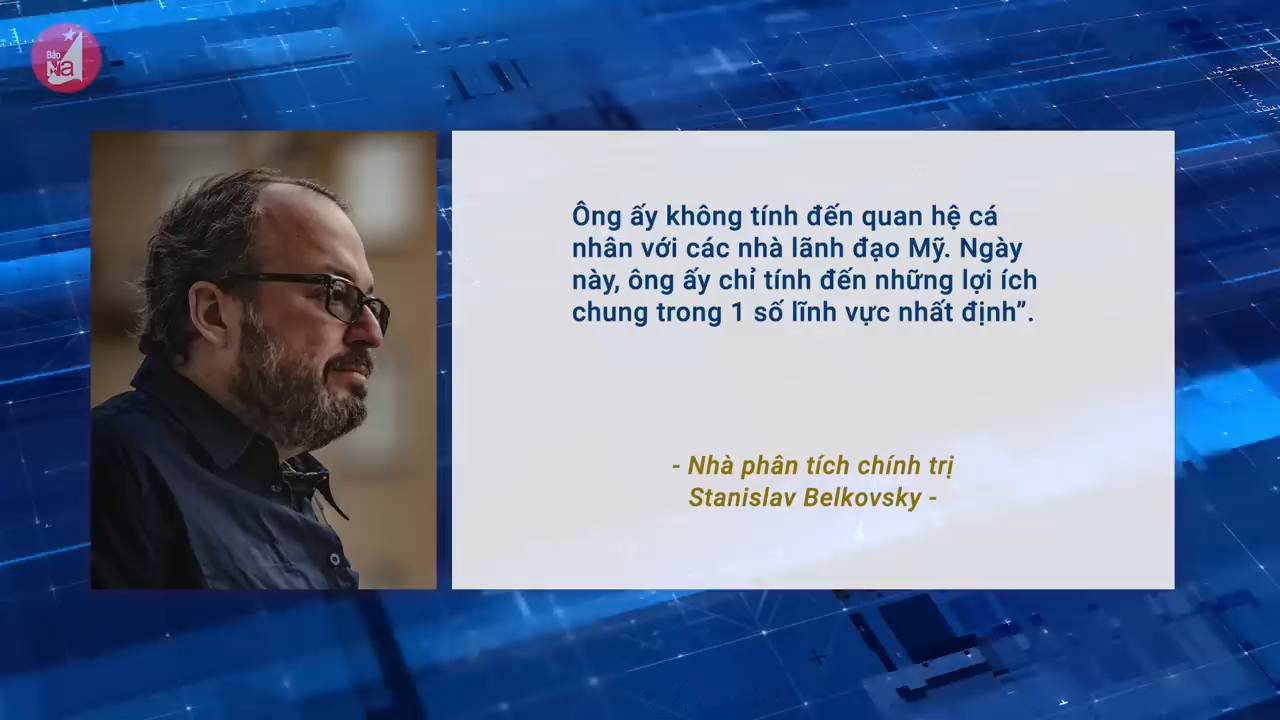 Báo
Na
Ông ấy không tính đến quan hệ cá
nhân với các nhà lãnh đạo Mỹ. Ngày
này, ông ấy chỉ tính đến những lợi ích
chung trong 1 số lĩnh vực nhất định”.
- Nhà phân tích chính trị
Stanislav Belkovsky -